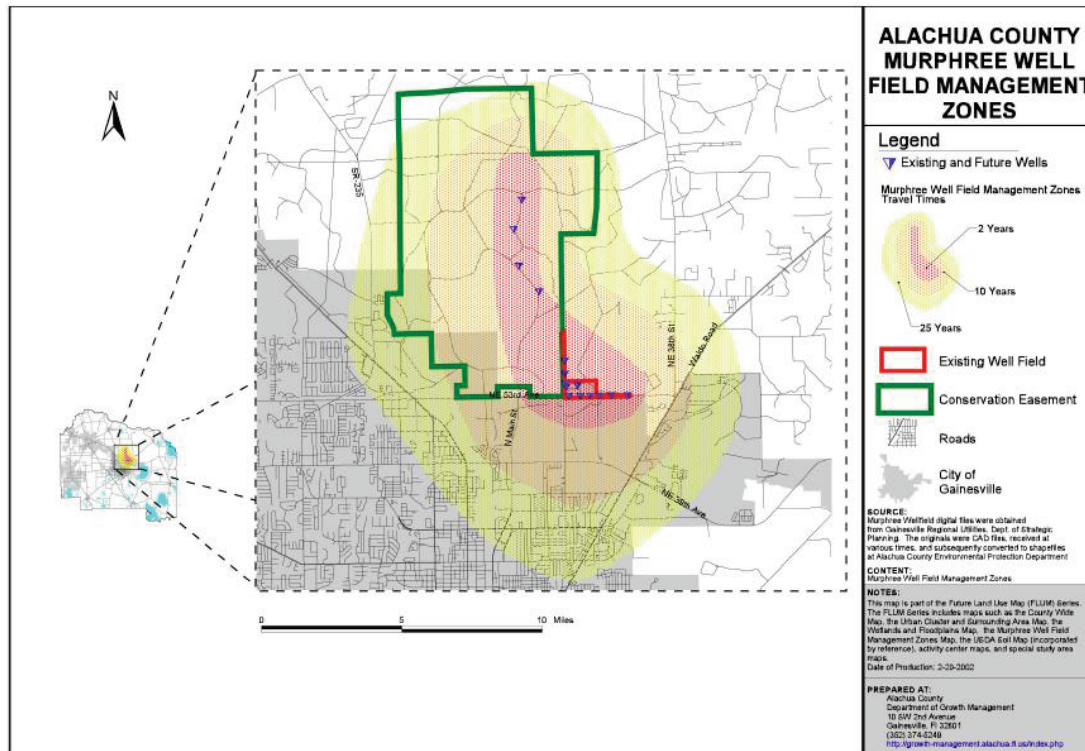 ALACHUA COUNTY
MURPHREE WELL
FIELD MANAGEMENT
ZONES
Legend
Existing and Future Wells
Murphree Well Field Management Zones
Travel Times
2 Years
10 Years
25 Years
Existing Well Field
Conservation Easement
Roads
City of
Gainesville
SOURCE:
Murphree Wellfield digital files were obtained
from Gainesville Regional Utilities, Dept. of Strategic
Planning. The originals were CAD files, received at
various times, and subsequently converted to shapefiles
at Alachua County Environmental Protection Department
CONTENT:
Murphree Well Field Management Zones
NOTES:
This map is part of the Future Land Use Map (FLUM) Series.
The FLUM Series includes maps such as the County Wide
Map, the Urban Cluster and Surrounding Area Map, the
Wetlands and Floodplains Map, the Murphree Well Field
Management Zones Map, the USDA Soil Map (incorporated
by reference), activity center maps, and special study area
maps.
Date of Production: 2-20-2002
PREPARED AT:
Alachua County
Department of Growth Management
10 SW 2nd Avenue
Gainesville, Fl 32601
(352) 374-5249
http://growth-management.alachua.fl.us/index.php
N
SR-235
NE 38th St.
Waldo Road
NE 53rd Ave.
N Main St.
NE 39th Ave.
0 5 10 Miles